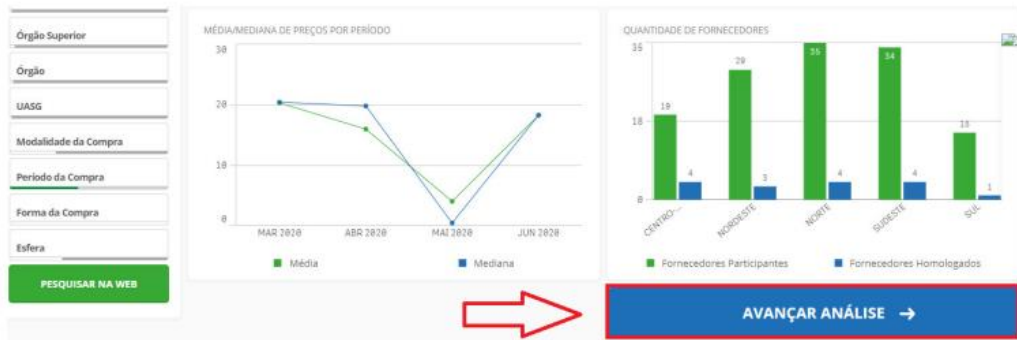 Órgão Superior
Órgão
UASG
Modalidade da Compra
Período da Compra
Forma da Compra
Esfera
PESQUISAR NA WEB
MÉDIA/MEDIANA DE PREÇOS POR PERÍODO
30
20
10
0
MAR 2020 ABR 2020 MAI 2020 JUN 2020
Média Mediana
QUANTIDADE DE FORNECEDORES
36
18
0
19 4 29 3 36 4 34 4 15 1
CENTRO-... NORDESTE NORTE SUDESTE SUL
Fornecedores Participantes Fornecedores Homologados
AVANÇAR ANÁLISE →